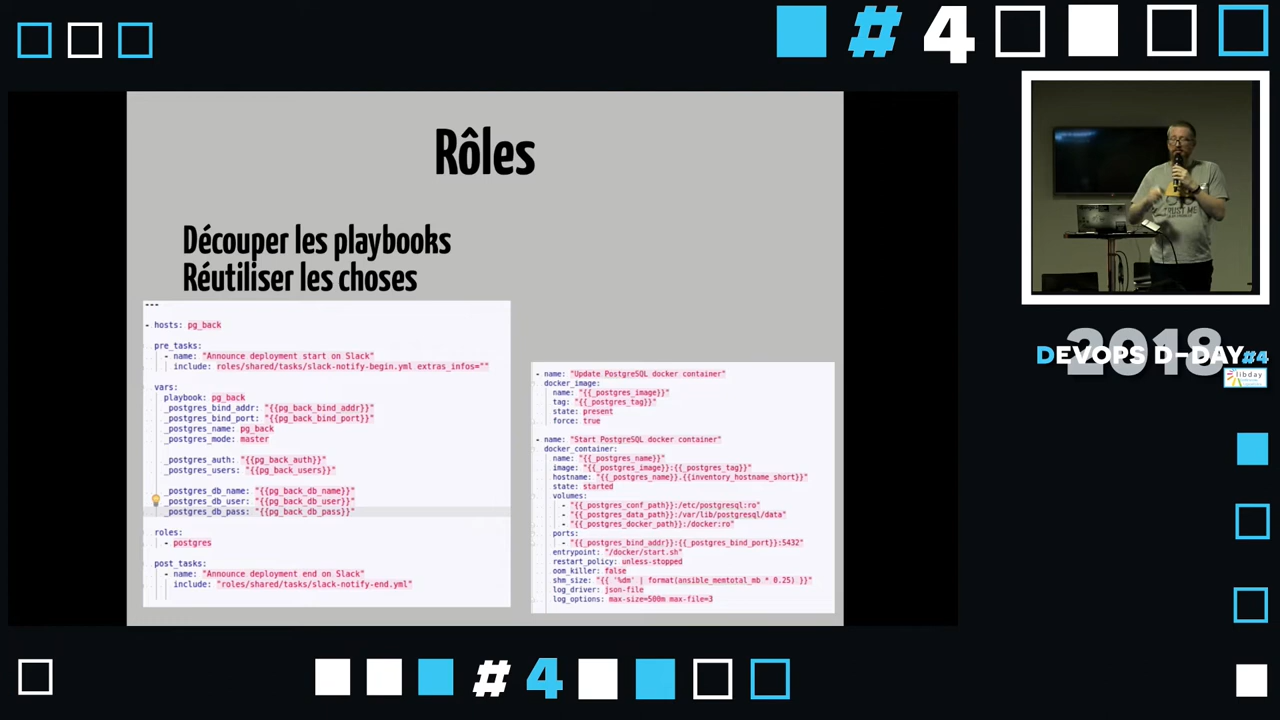 #4
Rôles
Découper les playbooks
Réutiliser les choses
---
- hosts: pg_back
pre_tasks:
- name: "Announce deployment start on Slack"
include: roles/shared/tasks/slack-notify-begin.yml extras_infos=""
vars:
playbook: pg_back
_postgres_bind_addr: "{{pg_back_bind_addr}}"
_postgres_bind_port: "{{pg_back_bind_port}}"
_postgres_name: pg_back
_postgres_mode: master
_postgres_auth: "{{pg_back_auth}}"
_postgres_users: "{{pg_back_users}}"
_postgres_db_name: "{{pg_back_db_name}}"
_postgres_db_user: "{{pg_back_db_user}}"
_postgres_db_pass: "{{pg_back_db_pass}}"
roles:
- postgres
post_tasks:
- name: "Announce deployment end on Slack"
include: "roles/shared/tasks/slack-notify-end.yml"
- name: "Update PostgreSQL docker container"
docker_image:
name: "{{_postgres_image}}"
tag: "{{_postgres_tag}}"
state: present
force: true
- name: "Start PostgreSQL docker container"
docker_container:
name: "{{_postgres_name}}"
image: "{{_postgres_image}}:{{_postgres_tag}}"
hostname: "{{_postgres_name}}.{{inventory_hostname_short}}"
state: started
volumes:
- "{{_postgres_conf_path}}:/etc/postgresql:ro"
- "{{_postgres_data_path}}:/var/lib/postgresql/data"
- "{{_postgres_docker_path}}:/docker:ro"
ports:
- "{{_postgres_bind_addr}}:{{_postgres_bind_port}}:5432"
entrypoint: "/docker/start.sh"
restart_policy: unless-stopped
oom_killer: false
shm_size: "{{ '%dm' | format(ansible_memtotal_mb * 0.25) }}"
log_driver: json-file
log_options: max-size=500m max-file=3
TRUST ME
2018
DEVOPS D-DAY#4
libday
#4